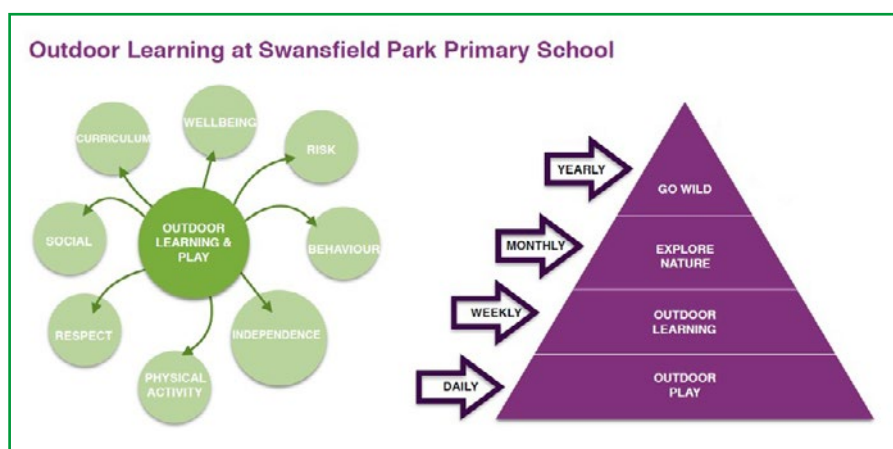 Outdoor Learning at Swansfield Park Primary School
WELLBEING
CURRICULUM
RISK
SOCIAL
OUTDOOR
LEARNING &
PLAY
BEHAVIOUR
RESPECT
INDEPENDENCE
PHYSICAL
ACTIVITY
YEARLY
GO WILD
MONTHLY
EXPLORE
NATURE
WEEKLY
OUTDOOR
LEARNING
DAILY
OUTDOOR
PLAY